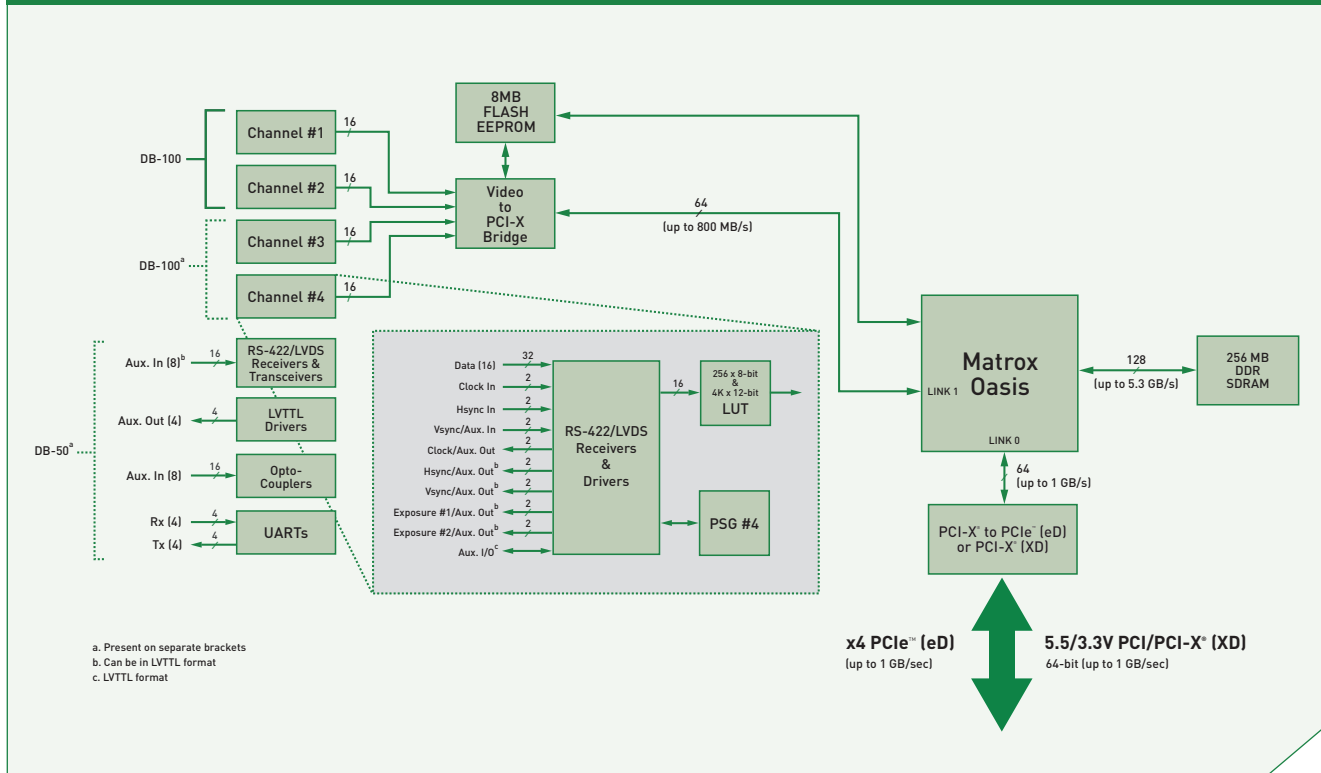 DB-100
Channel #1
16
Channel #2
16
DB-100a
Channel #3
16
Channel #4
16
8MB
FLASH
EEPROM
Video
to
PCI-X
Bridge
64
(up to 800 MB/s)
Matrox
Oasis
LINK 1
LINK 0
128
(up to 5.3 GB/s)
256 MB
DDR
SDRAM
64
(up to 1 GB/s)
PCI-X® to PCIe™ (eD)
or PCI-X® (XD)
x4 PCIe™ (eD)
(up to 1 GB/sec)
5.5/3.3V PCI/PCI-X® (XD)
64-bit (up to 1 GB/sec)
DB-50a
Aux. In (8)b
16
RS-422/LVDS
Receivers &
Transceivers
Aux. Out (4)
4
LVTTL
Drivers
Aux. In (8)
16
Opto-
Couplers
Rx (4)
4
Tx (4)
4
UARTs
Data (16)
32
Clock In
2
Hsync In
2
Vsync/Aux. In
2
Clock/Aux. Out
2
Hsync/Aux. Outb
2
Vsync/Aux. Outb
2
Exposure #1/Aux. Outb
2
Exposure #2/Aux. Outb
2
Aux. I/Oc
RS-422/LVDS
Receivers
&
Drivers
16
256 x 8-bit
&
4K x 12-bit
LUT
PSG #4
a. Present on separate brackets
b. Can be in LVTTL format
c. LVTTL format